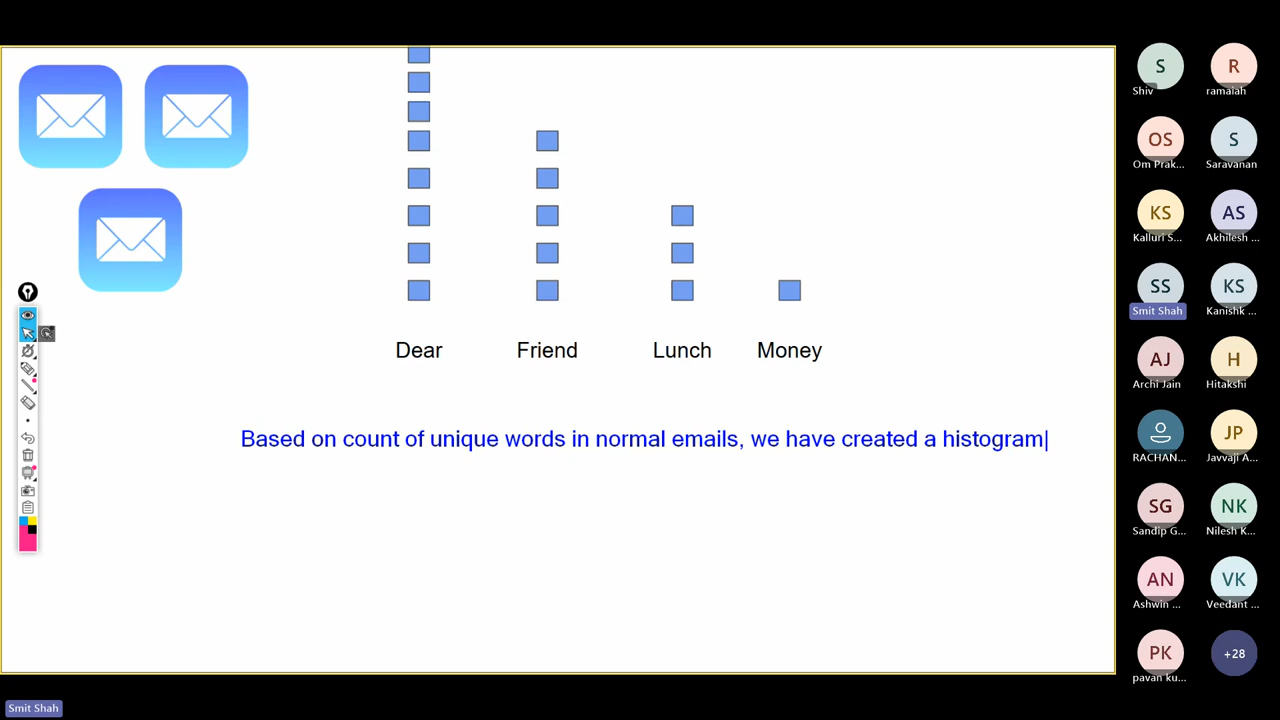 S
R
Shiv
ramaiah
OS
S
Om Prak...
Saravanan
KS
AS
Kalluri S...
Akhilesh ...
SS
KS
Smit Shah
Kanishk ...
Dear
Friend
Lunch
Money
AJ
H
Archi Jain
Hitakshi
Based on count of unique words in normal emails, we have created a histogram
JP
RACHAN...
Javvaji A...
SG
NK
Sandip G...
Nilesh K...
AN
VK
Ashwin ...
Veedant ...
PK
+28
pavan ku...
Smit Shah